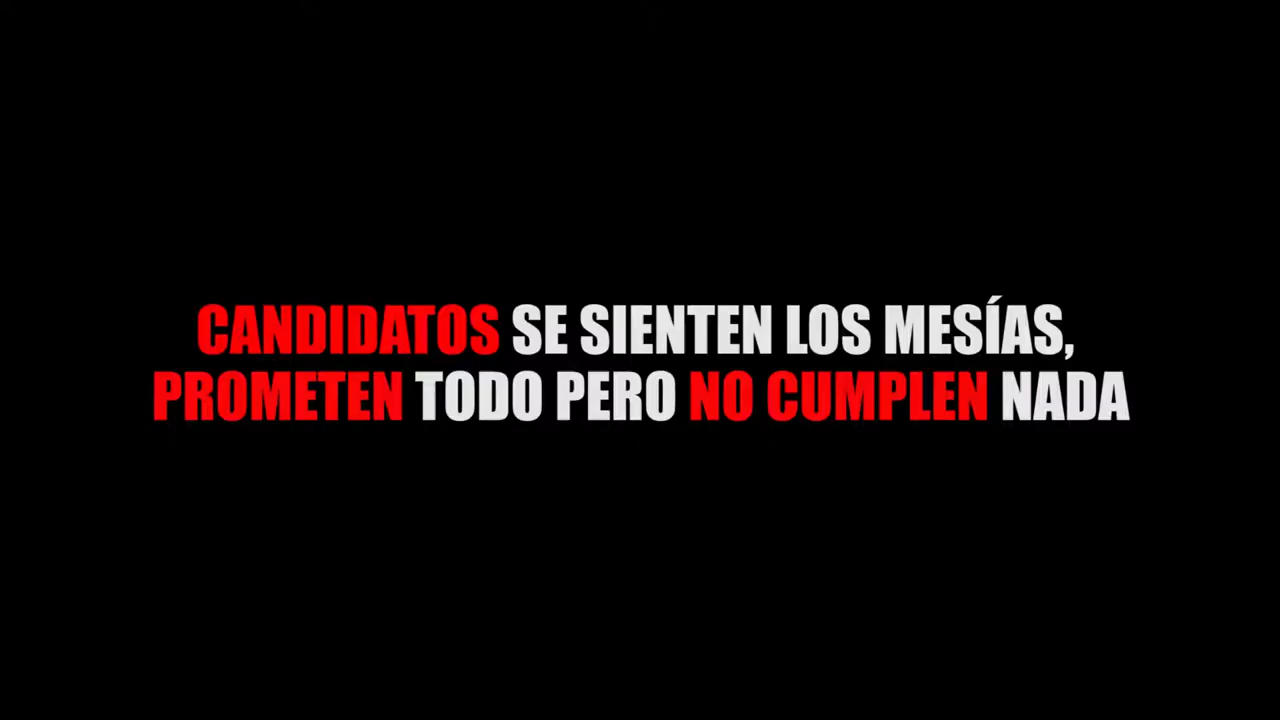 CANDIDATOS SE SIENTEN LOS MESÍAS,
PROMETEN TODO PERO NO CUMPLEN NADA